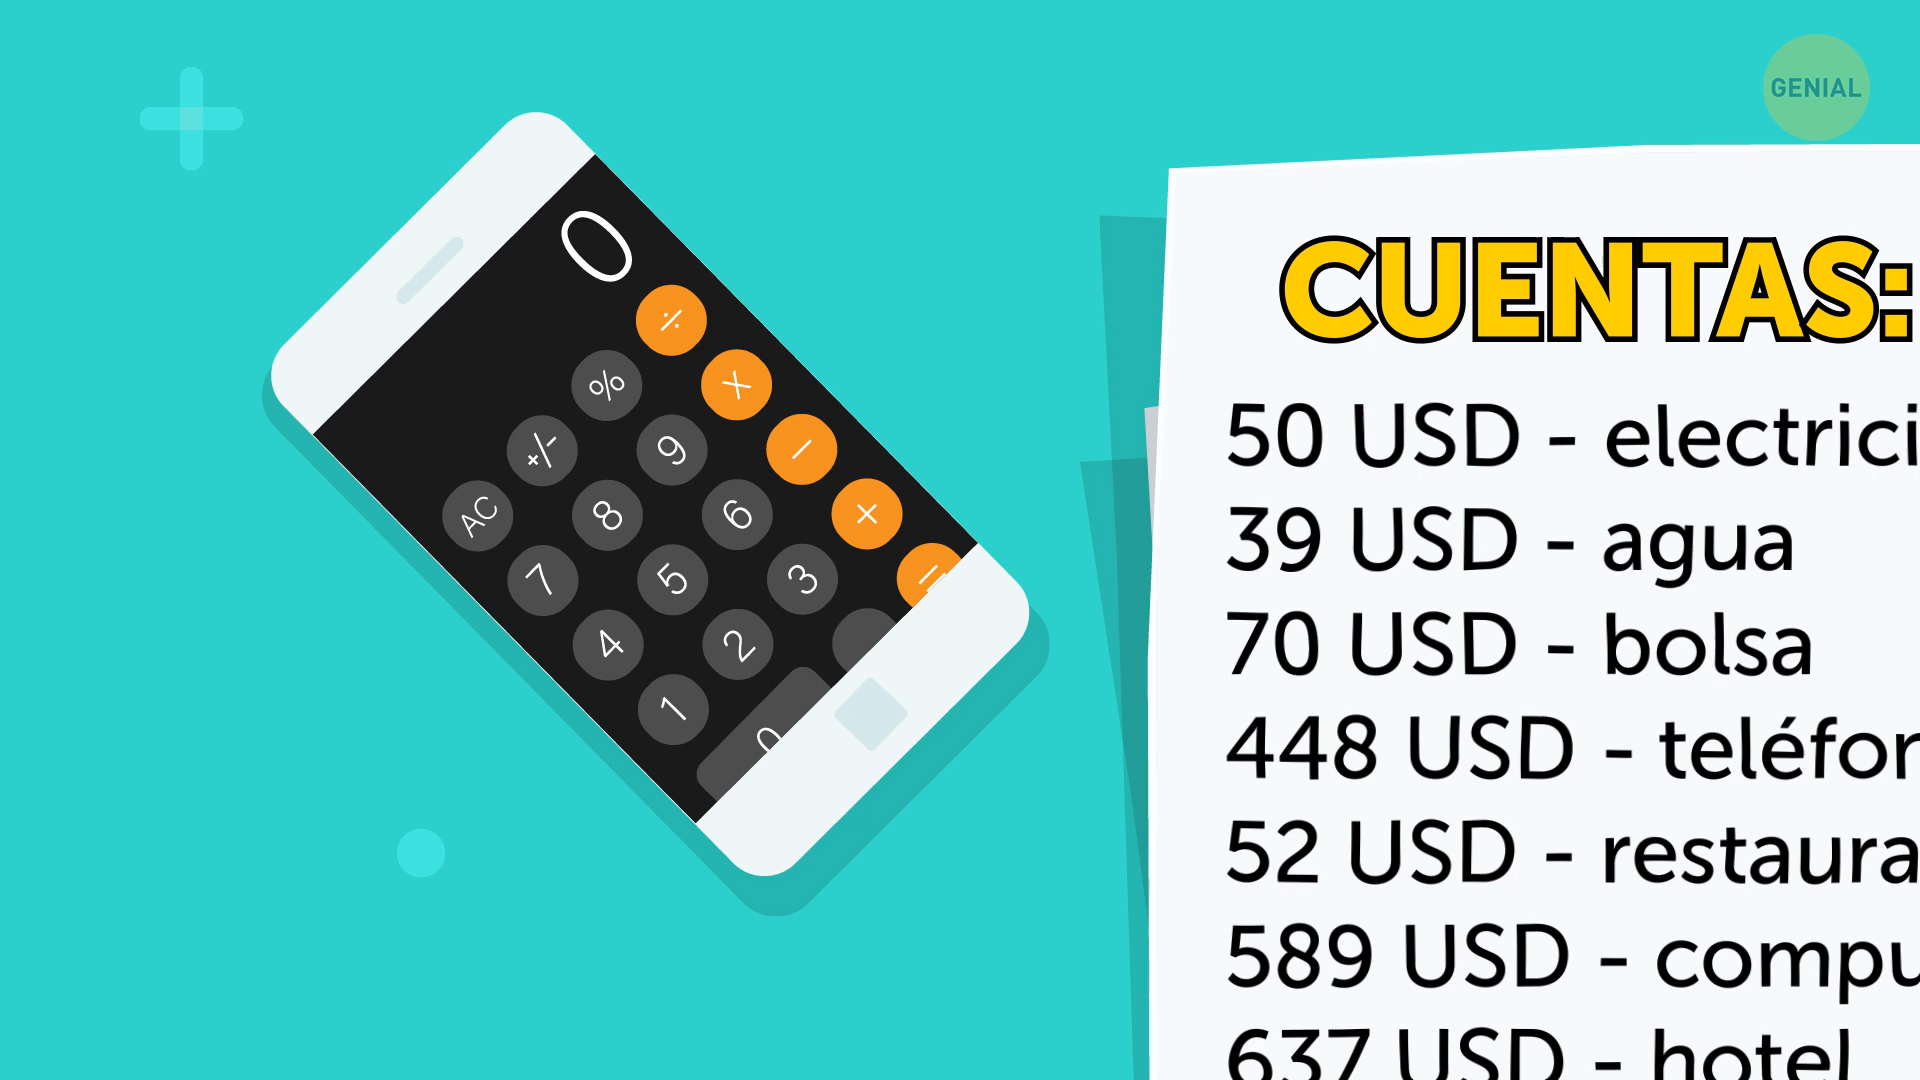 GENIAL
0
÷
% X
+/- 9 −
AC 8 6 +
7 5 3 =
4 2
1 0
CUENTAS:
50 USD - electrici
39 USD - agua
70 USD - bolsa
448 USD - teléfon
52 USD - restaura
589 USD - compu
637 USD - hotel